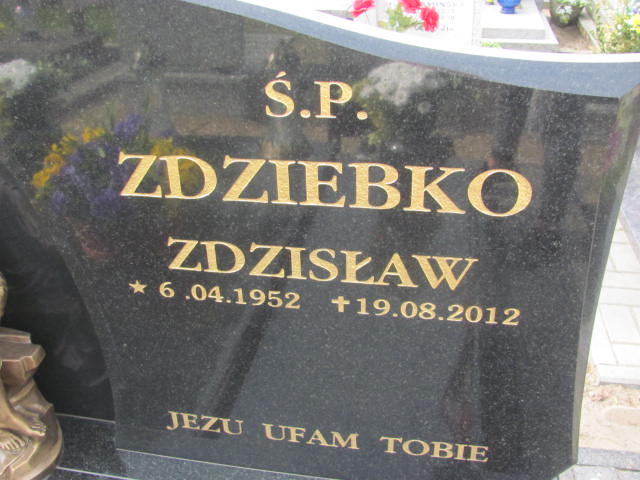 Ś.P.
ZDZIEBKO
ZDZISŁAW
★ 6 .04.1952 ✝ 19.08.2012
JEZU UFAM TOBIE